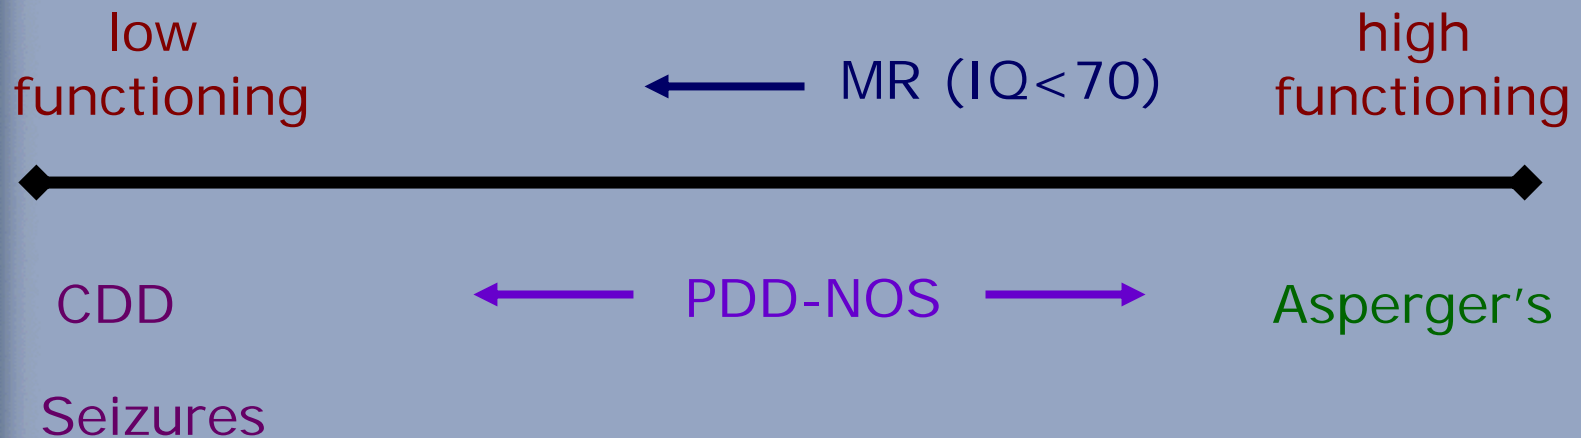 low
functioning
MR (IQ<70)
high
functioning
CDD
PDD-NOS
Asperger's
Seizures